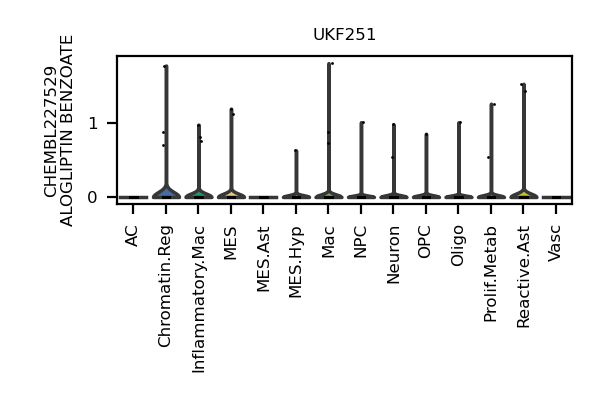 UKF251
CHEMBL227529
ALOGLIPTIN BENZOATE
1
0
AC
Chromatin.Reg
Inflammatory.Mac
MES
MES.Ast
MES.Hyp
Mac
NPC
Neuron
OPC
Oligo
Prolif.Metab
Reactive.Ast
Vasc